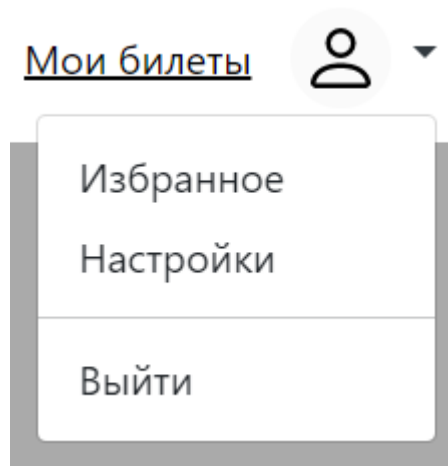 Мои билеты
Избранное
Настройки
Выйти